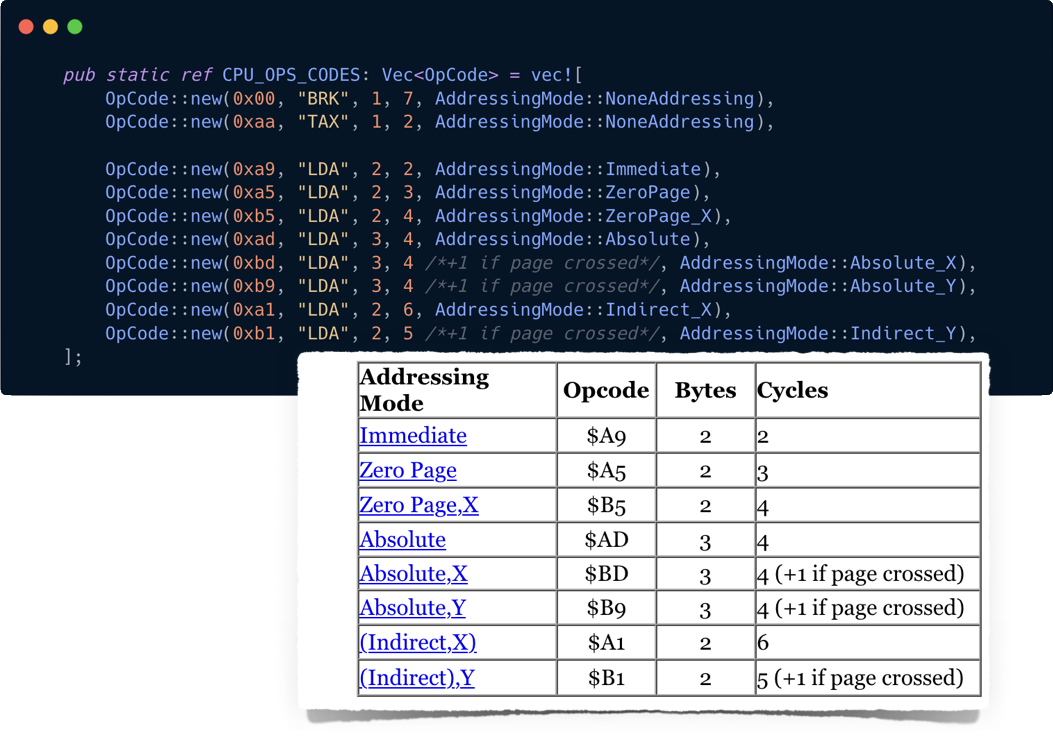 pub static ref CPU_OPS_CODES: Vec<OpCode> = vec![
    OpCode::new(0x00, "BRK", 1, 7, AddressingMode::NoneAddressing),
    OpCode::new(0xaa, "TAX", 1, 2, AddressingMode::NoneAddressing),

    OpCode::new(0xa9, "LDA", 2, 2, AddressingMode::Immediate),
    OpCode::new(0xa5, "LDA", 2, 3, AddressingMode::ZeroPage),
    OpCode::new(0xb5, "LDA", 2, 4, AddressingMode::ZeroPage_X),
    OpCode::new(0xad, "LDA", 3, 4, AddressingMode::Absolute),
    OpCode::new(0xbd, "LDA", 3, 4 /*+1 if page crossed*/, AddressingMode::Absolute_X),
    OpCode::new(0xb9, "LDA", 3, 4 /*+1 if page crossed*/, AddressingMode::Absolute_Y),
    OpCode::new(0xa1, "LDA", 2, 6, AddressingMode::Indirect_X),
    OpCode::new(0xb1, "LDA", 2, 5 /*+1 if page crossed*/, AddressingMode::Indirect_Y),
];
Addressing Mode Opcode Bytes Cycles
Immediate $A9 2 2
Zero Page $A5 2 3
Zero Page,X $B5 2 4
Absolute $AD 3 4
Absolute,X $BD 3 4 (+1 if page crossed)
Absolute,Y $B9 3 4 (+1 if page crossed)
(Indirect,X) $A1 2 6
(Indirect),Y $B1 2 5 (+1 if page crossed)